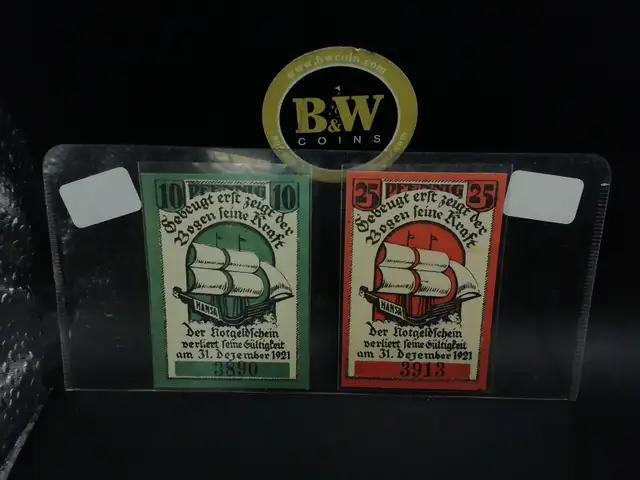 www.bwcoin.com
B&W
COINS
10 PFENNIG 10
Gebeugt erst zeigt der
Bogen seine Kraft
HANSA
Der Notgeldschein
verliert seine Gültigkeit
am 31. Dezember 1921
3890
25 PFENNIG 25
Gebeugt erst zeigt der
Bogen seine Kraft
HANSA
Der Notgeldschein
verliert seine Gültigkeit
am 31. Dezember 1921
3913